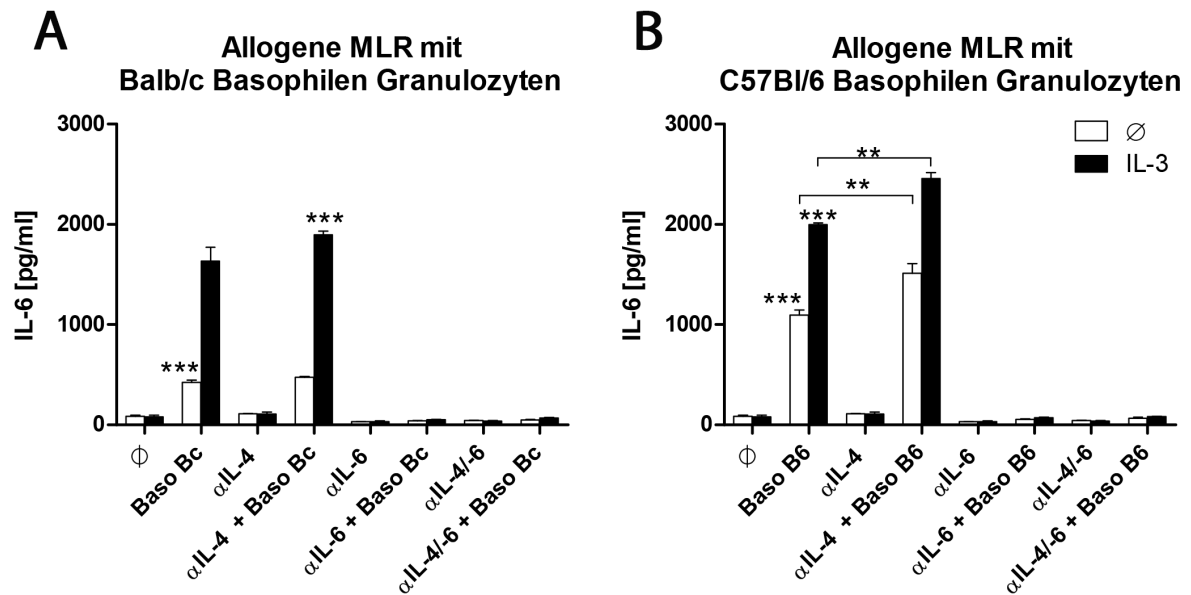 A
Allogene MLR mit
Balb/c Basophilen Granulozyten
IL-6 [pg/ml]
3000
2000
1000
0
***
***
Φ
Baso Bc
αIL-4
αIL-4 + Baso Bc
αIL-6
αIL-6 + Baso Bc
αIL-4/-6
αIL-4/-6 + Baso Bc
B
Allogene MLR mit
C57Bl/6 Basophilen Granulozyten
∅
IL-3
IL-6 [pg/ml]
3000
2000
1000
0
**
**
***
***
Φ
Baso B6
αIL-4
αIL-4 + Baso B6
αIL-6
αIL-6 + Baso B6
αIL-4/-6
αIL-4/-6 + Baso B6